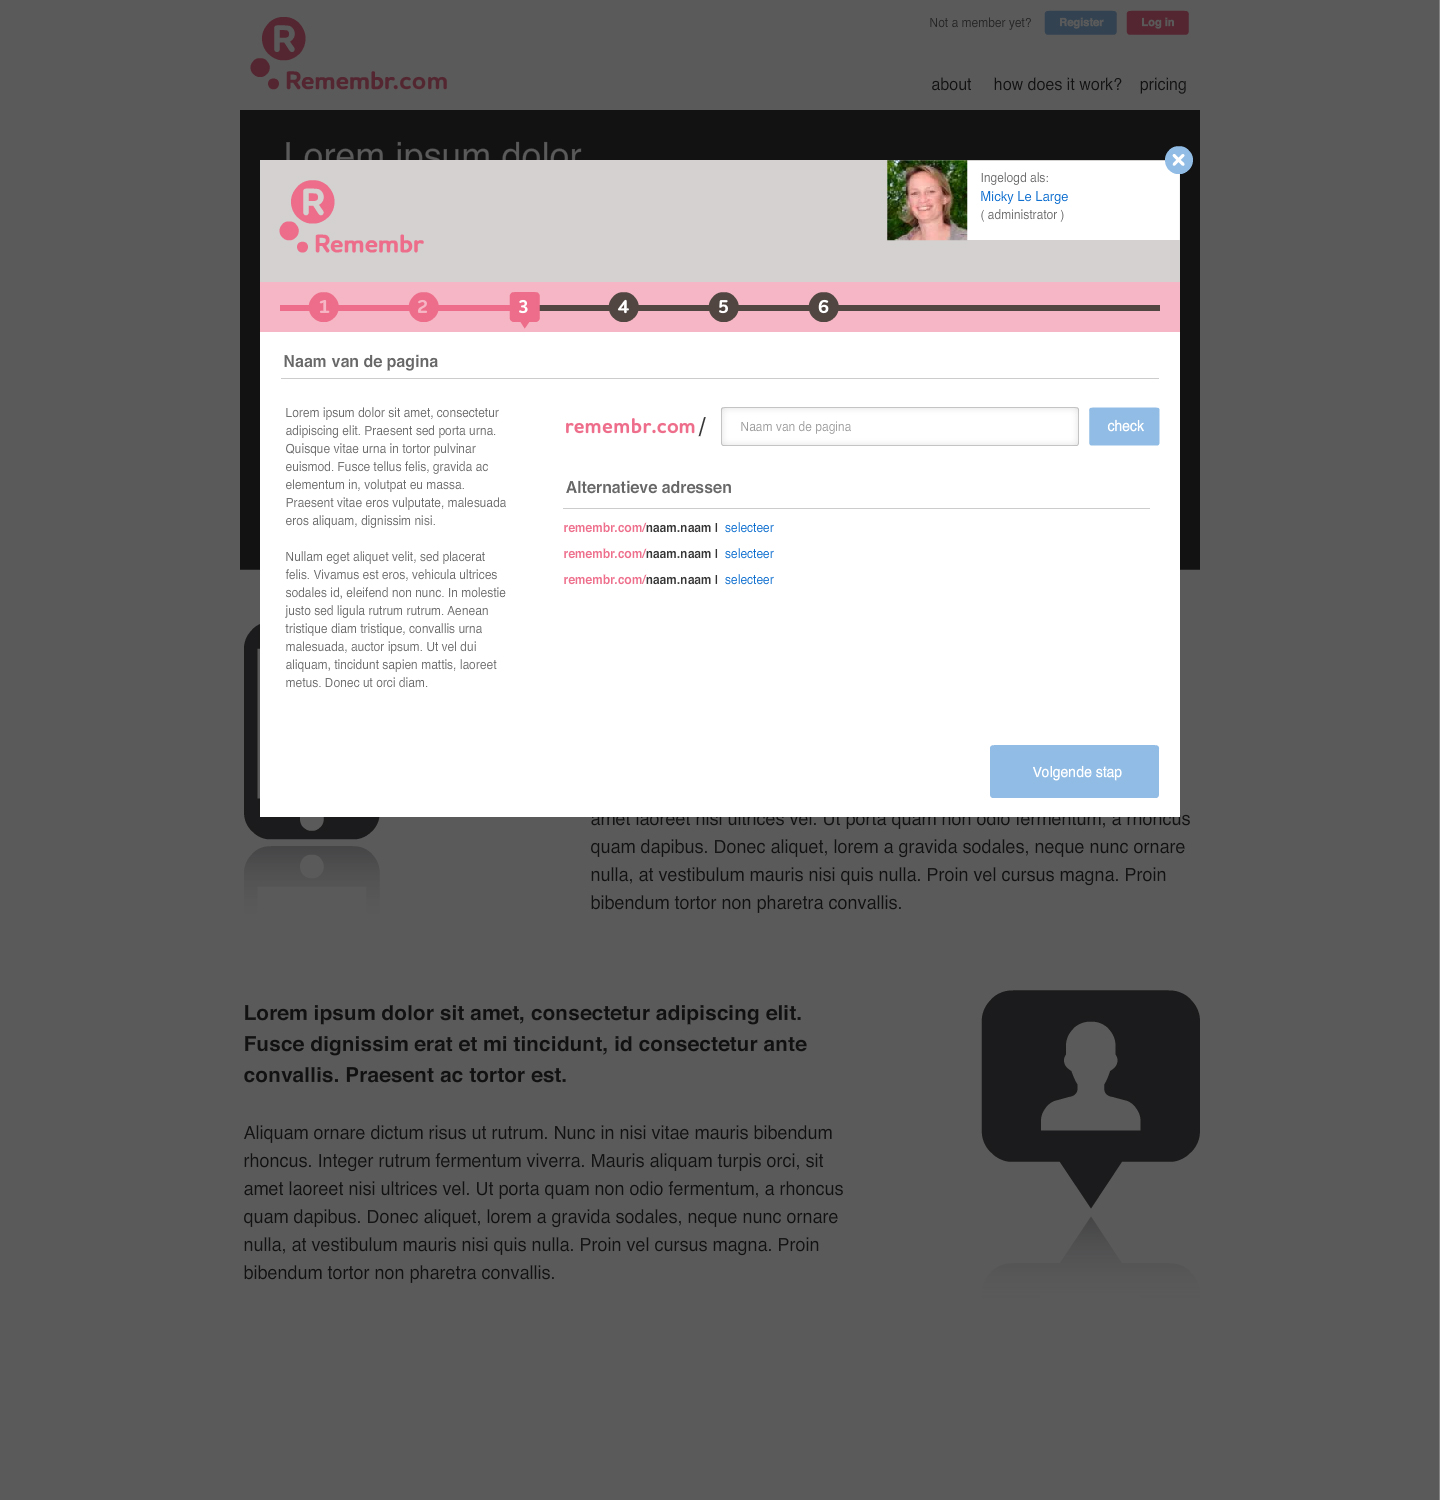 R
Remembr.com
Not a member yet?
Register
Log in
about
how does it work?
pricing
Lorem ipsum dolor
R
Remembr
Ingelogd als:
Micky Le Large
( administrator )
1
2
3
4
5
6
Naam van de pagina
Lorem ipsum dolor sit amet, consectetur
adipiscing elit. Praesent sed porta urna.
Quisque vitae urna in tortor pulvinar
euismod. Fusce tellus felis, gravida ac
elementum in, volutpat eu massa.
Praesent vitae eros vulputate, malesuada
eros aliquam, dignissim nisi.
Nullam eget aliquet velit, sed placerat
felis. Vivamus est eros, vehicula ultrices
sodales id, eleifend non nunc. In molestie
justo sed ligula rutrum rutrum. Aenean
tristique diam tristique, convallis urna
malesuada, auctor ipsum. Ut vel dui
aliquam, tincidunt sapien mattis, laoreet
metus. Donec ut orci diam.
remembr.com/
Naam van de pagina
check
Alternatieve adressen
remembr.com/naam.naam | selecteer
remembr.com/naam.naam | selecteer
remembr.com/naam.naam | selecteer
Volgende stap
amet laoreet nisi ultrices vel. Ut porta quam non odio fermentum, a rhoncus
quam dapibus. Donec aliquet, lorem a gravida sodales, neque nunc ornare
nulla, at vestibulum mauris nisi quis nulla. Proin vel cursus magna. Proin
bibendum tortor non pharetra convallis.
Lorem ipsum dolor sit amet, consectetur adipiscing elit.
Fusce dignissim erat et mi tincidunt, id consectetur ante
convallis. Praesent ac tortor est.
Aliquam ornare dictum risus ut rutrum. Nunc in nisi vitae mauris bibendum
rhoncus. Integer rutrum fermentum viverra. Mauris aliquam turpis orci, sit
amet laoreet nisi ultrices vel. Ut porta quam non odio fermentum, a rhoncus
quam dapibus. Donec aliquet, lorem a gravida sodales, neque nunc ornare
nulla, at vestibulum mauris nisi quis nulla. Proin vel cursus magna. Proin
bibendum tortor non pharetra convallis.